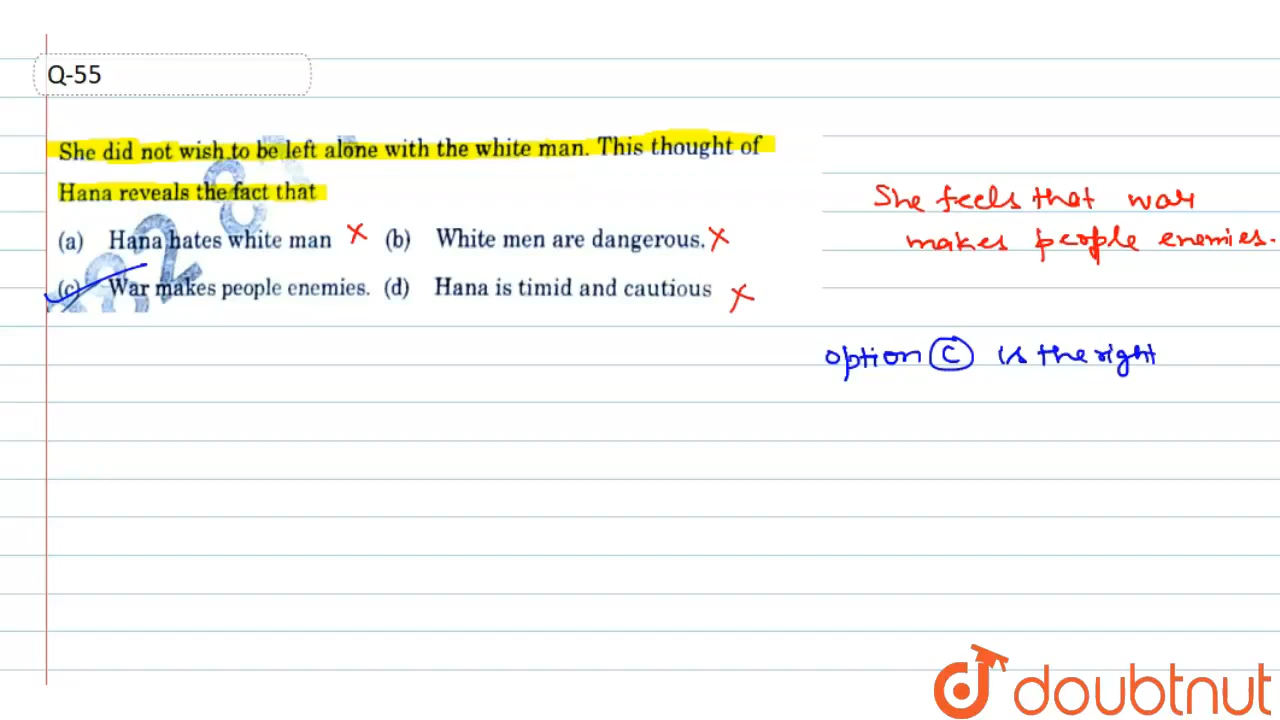 Q-55
She did not wish to be left alone with the white man. This thought of
Hana reveals the fact that
(a) Hana hates white man x (b) White men are dangerous. x
(c) War makes people enemies. (d) Hana is timid and cautious x
She feels that war
makes people enemies.
option (C) is the right
doubtnut